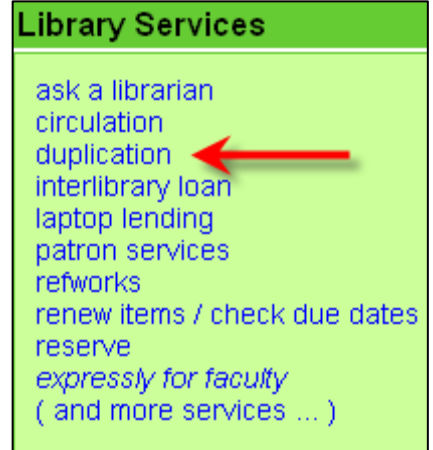 Library Services
ask a librarian
circulation
duplication
interlibrary loan
laptop lending
patron services
refworks
renew items / check due dates
reserve
expressly for faculty
( and more services ... )